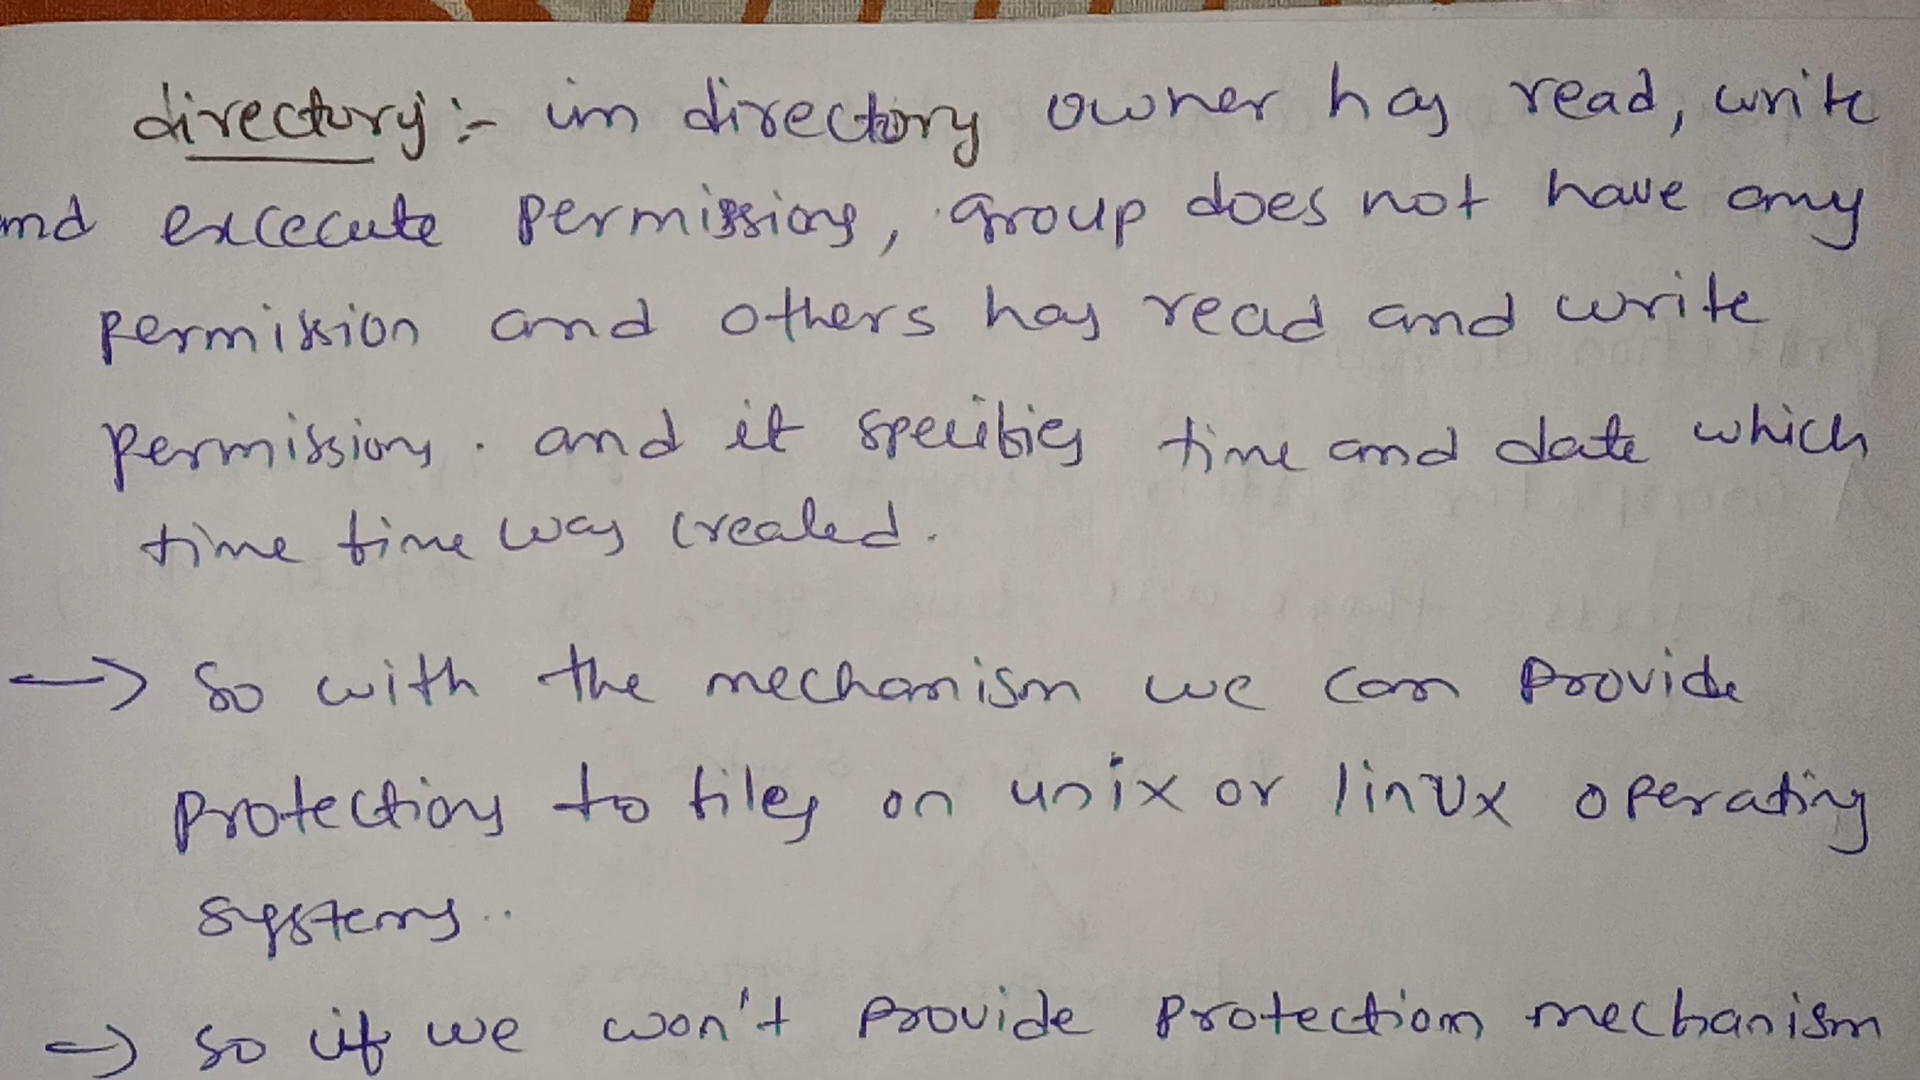 directory :- in directory owner has read, write
and excecute permissions, group does not have any
permission and others has read and write
permissions. and it specifies time and date which
time time was created.
→ so with the mechanism we can provide
protections to files on unix or linux operating
systems..
→ so if we won't provide protection mechanism